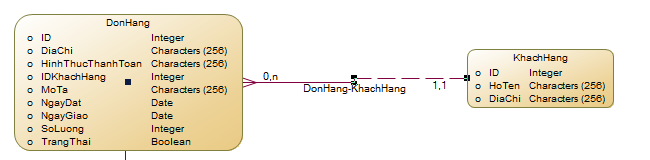 DonHang
ID Integer
DiaChi Characters (256)
HinhThucThanhToan Characters (256)
IDKhachHang Integer
MoTa Characters (256)
NgayDat Date
NgayGiao Date
SoLuong Integer
TrangThai Boolean
0,n
DonHang-KhachHang
1,1
KhachHang
ID Integer
HoTen Characters (256)
DiaChi Characters (256)